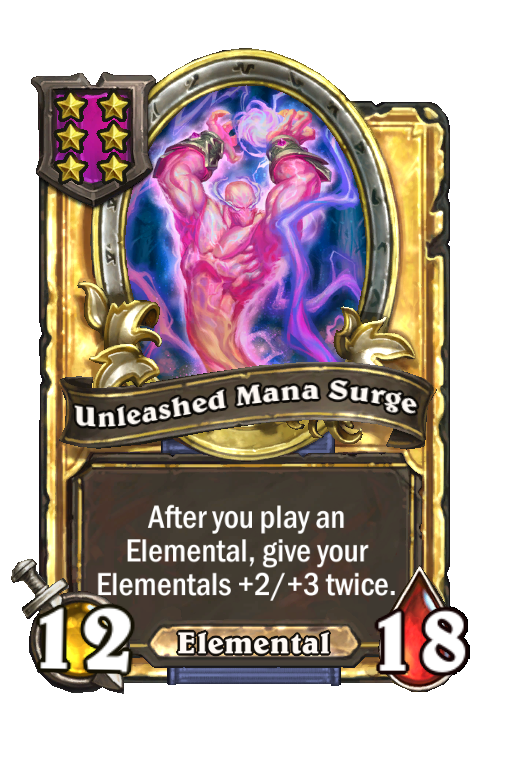 Unleashed Mana Surge
After you play an
Elemental, give your
Elementals +2/+3 twice.
12
Elemental
18